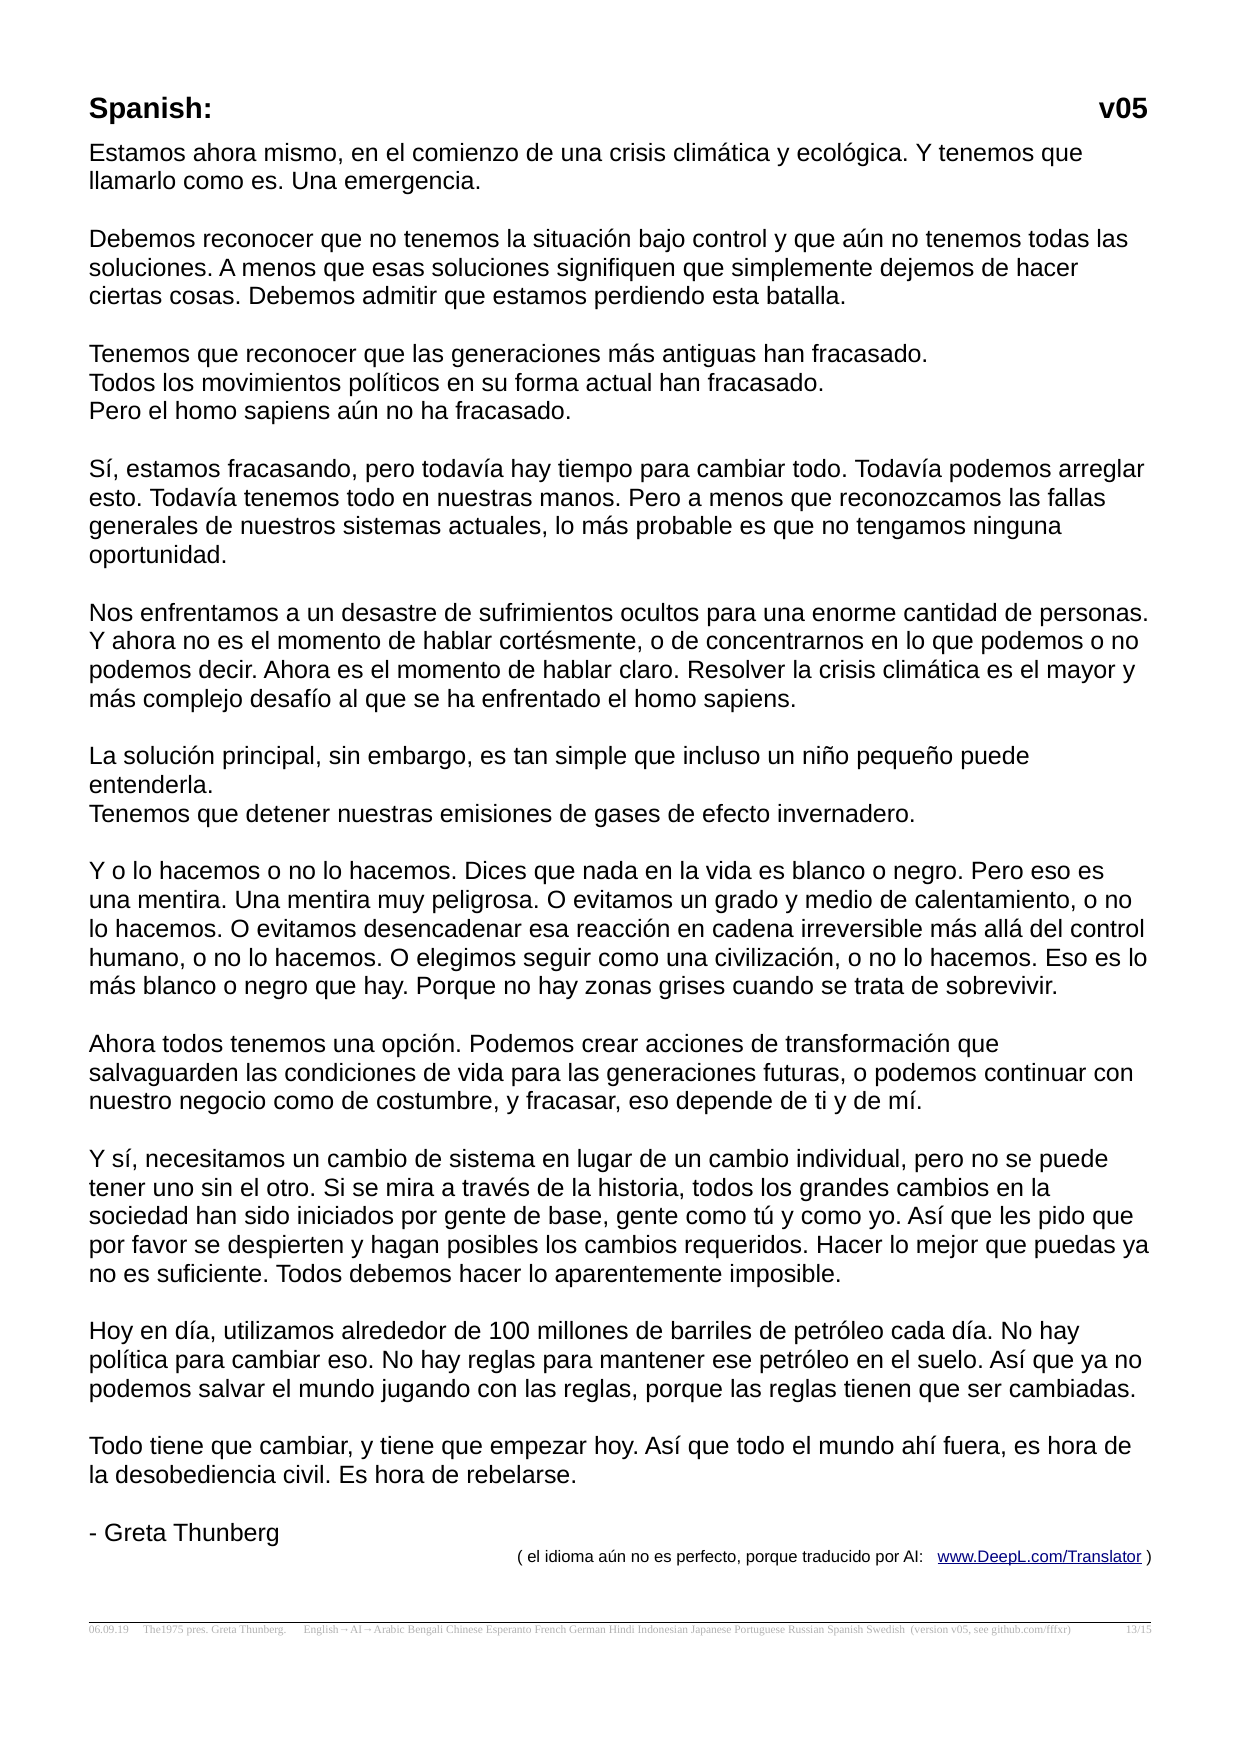 Spanish: v05
Estamos ahora mismo, en el comienzo de una crisis climática y ecológica. Y tenemos que
llamarlo como es. Una emergencia.
Debemos reconocer que no tenemos la situación bajo control y que aún no tenemos todas las
soluciones. A menos que esas soluciones signifiquen que simplemente dejemos de hacer
ciertas cosas. Debemos admitir que estamos perdiendo esta batalla.
Tenemos que reconocer que las generaciones más antiguas han fracasado.
Todos los movimientos políticos en su forma actual han fracasado.
Pero el homo sapiens aún no ha fracasado.
Sí, estamos fracasando, pero todavía hay tiempo para cambiar todo. Todavía podemos arreglar
esto. Todavía tenemos todo en nuestras manos. Pero a menos que reconozcamos las fallas
generales de nuestros sistemas actuales, lo más probable es que no tengamos ninguna
oportunidad.
Nos enfrentamos a un desastre de sufrimientos ocultos para una enorme cantidad de personas.
Y ahora no es el momento de hablar cortésmente, o de concentrarnos en lo que podemos o no
podemos decir. Ahora es el momento de hablar claro. Resolver la crisis climática es el mayor y
más complejo desafío al que se ha enfrentado el homo sapiens.
La solución principal, sin embargo, es tan simple que incluso un niño pequeño puede
entenderla.
Tenemos que detener nuestras emisiones de gases de efecto invernadero.
Y o lo hacemos o no lo hacemos. Dices que nada en la vida es blanco o negro. Pero eso es
una mentira. Una mentira muy peligrosa. O evitamos un grado y medio de calentamiento, o no
lo hacemos. O evitamos desencadenar esa reacción en cadena irreversible más allá del control
humano, o no lo hacemos. O elegimos seguir como una civilización, o no lo hacemos. Eso es lo
más blanco o negro que hay. Porque no hay zonas grises cuando se trata de sobrevivir.
Ahora todos tenemos una opción. Podemos crear acciones de transformación que
salvaguarden las condiciones de vida para las generaciones futuras, o podemos continuar con
nuestro negocio como de costumbre, y fracasar, eso depende de ti y de mí.
Y sí, necesitamos un cambio de sistema en lugar de un cambio individual, pero no se puede
tener uno sin el otro. Si se mira a través de la historia, todos los grandes cambios en la
sociedad han sido iniciados por gente de base, gente como tú y como yo. Así que les pido que
por favor se despierten y hagan posibles los cambios requeridos. Hacer lo mejor que puedas ya
no es suficiente. Todos debemos hacer lo aparentemente imposible.
Hoy en día, utilizamos alrededor de 100 millones de barriles de petróleo cada día. No hay
política para cambiar eso. No hay reglas para mantener ese petróleo en el suelo. Así que ya no
podemos salvar el mundo jugando con las reglas, porque las reglas tienen que ser cambiadas.
Todo tiene que cambiar, y tiene que empezar hoy. Así que todo el mundo ahí fuera, es hora de
la desobediencia civil. Es hora de rebelarse.
- Greta Thunberg
( el idioma aún no es perfecto, porque traducido por AI: www.DeepL.com/Translator )
06.09.19 The1975 pres. Greta Thunberg. English→AI→Arabic Bengali Chinese Esperanto French German Hindi Indonesian Japanese Portuguese Russian Spanish Swedish (version v05, see github.com/fffxr) 13/15